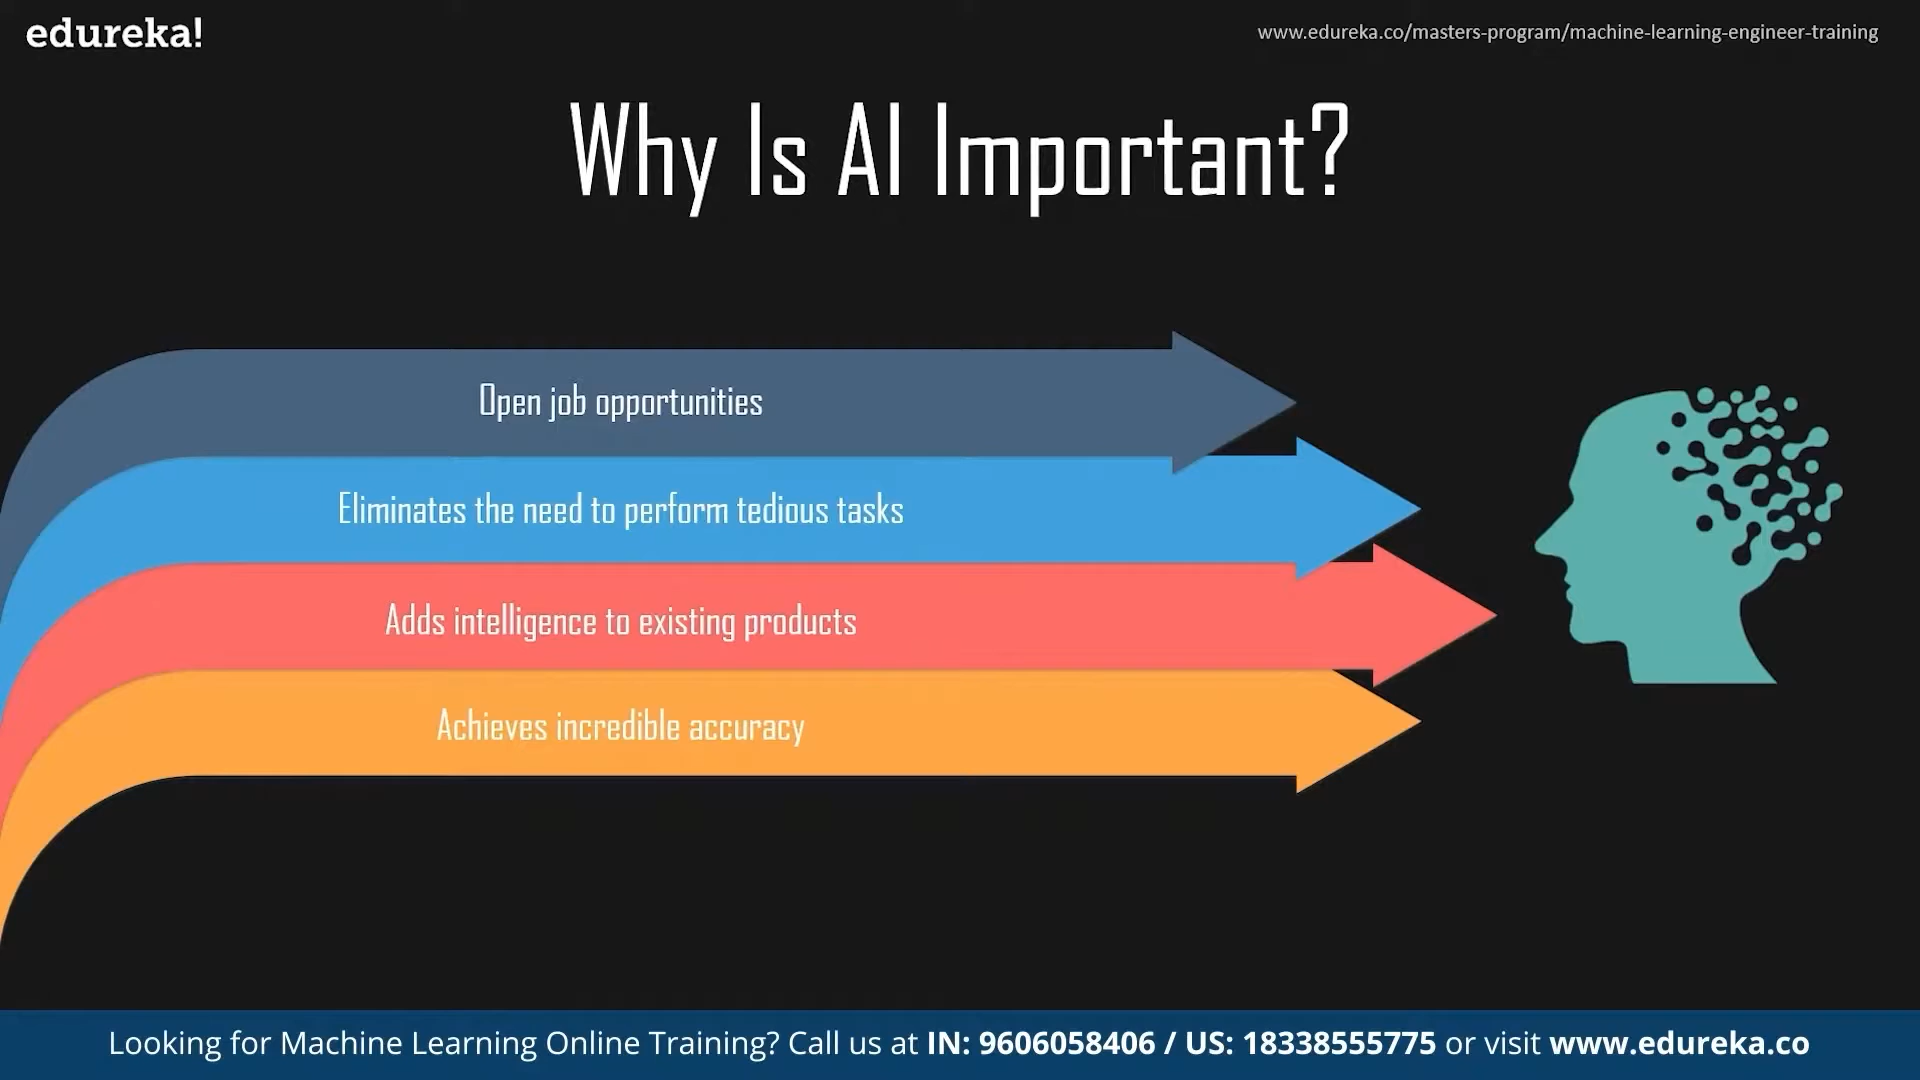 edureka!
www.edureka.co/masters-program/machine-learning-engineer-training
Why Is AI Important?
Open job opportunities
Eliminates the need to perform tedious tasks
Adds intelligence to existing products
Achieves incredible accuracy
Looking for Machine Learning Online Training? Call us at IN: 9606058406 / US: 18338555775 or visit www.edureka.co